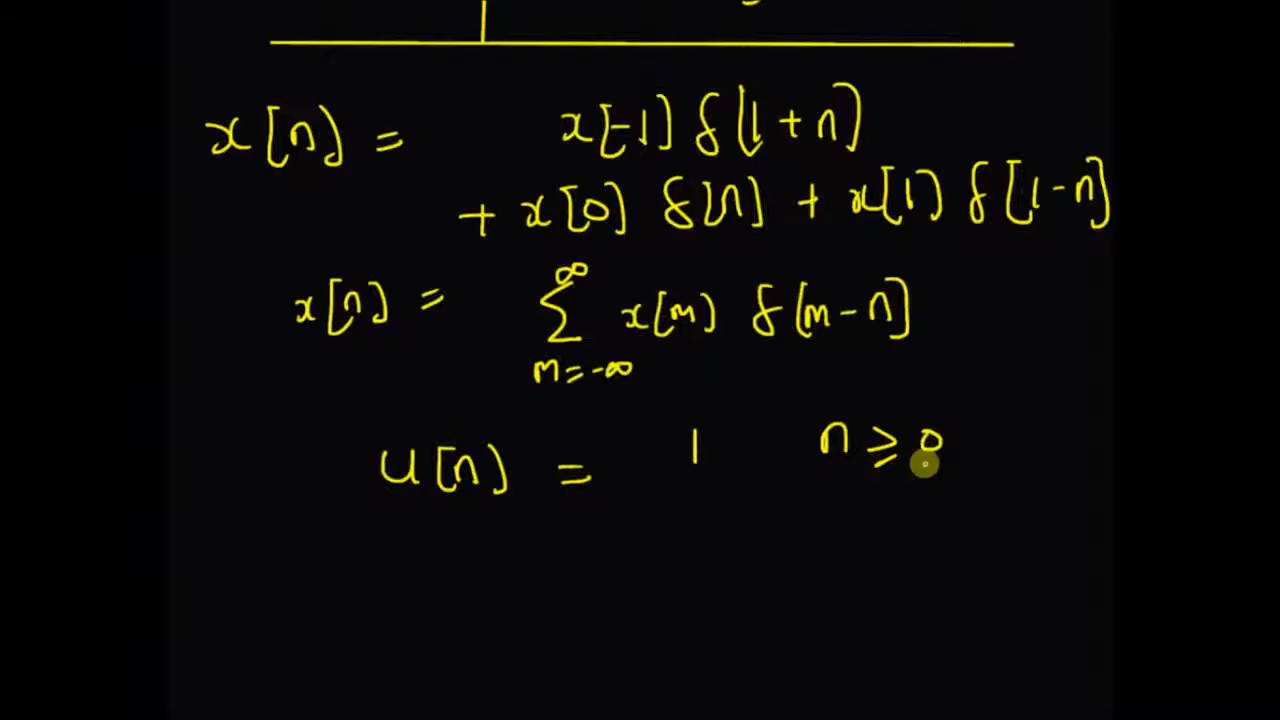 x[n] = x[-1] δ[1+n]
+ x[0] δ[n] + x[1] δ[1-n]
x[n] = ∑_{m=-∞}^{∞} x[m] δ[m-n]
u[n] = 1 n ≥ 0